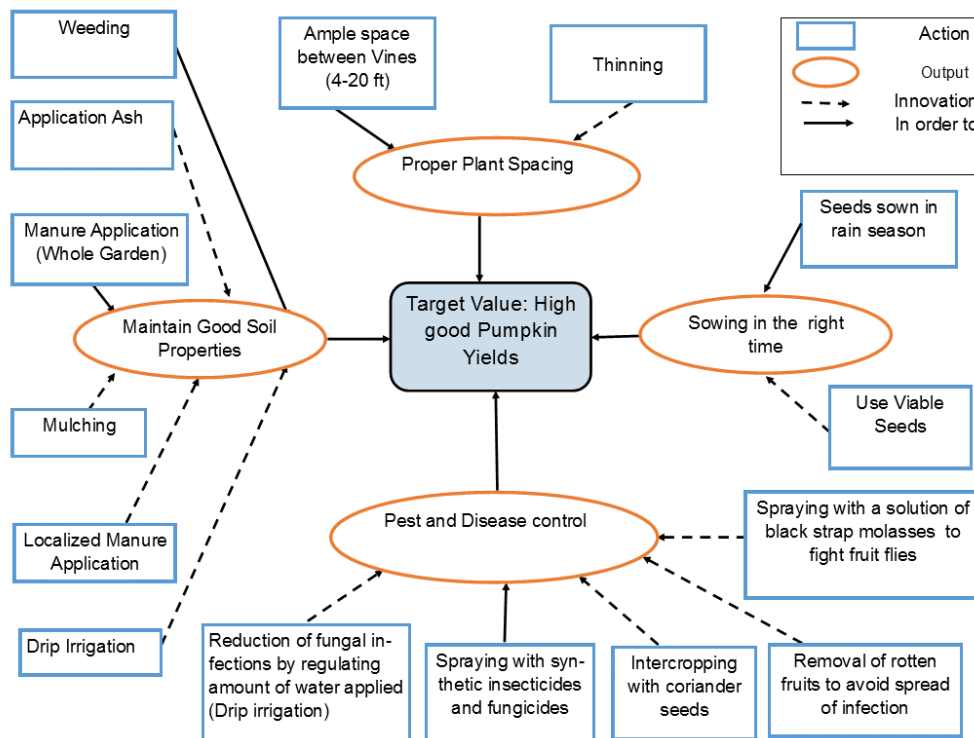 Weeding
Application Ash
Manure Application
(Whole Garden)
Maintain Good Soil
Properties
Mulching
Localized Manure
Application
Drip Irrigation
Ample space
between Vines
(4-20 ft)
Thinning
Proper Plant Spacing
Target Value: High
good Pumpkin
Yields
Action
Output
Innovation
In order to
Seeds sown in
rain season
Sowing in the right
time
Use Viable
Seeds
Pest and Disease control
Spraying with a solution of
black strap molasses to
fight fruit flies
Reduction of fungal in-
fections by regulating
amount of water applied
(Drip irrigation)
Spraying with syn-
thetic insecticides
and fungicides
Intercropping
with coriander
seeds
Removal of rotten
fruits to avoid spread
of infection